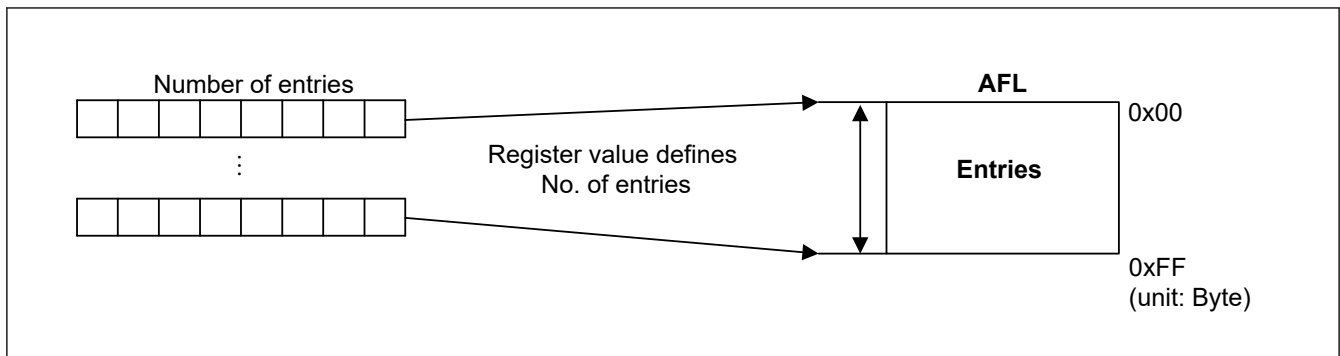 Number of entries
⋮
Register value defines
No. of entries
AFL
0x00
Entries
0xFF
(unit: Byte)